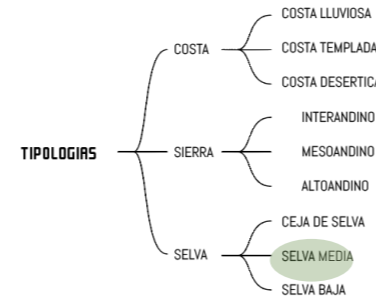 COSTA LLUVIOSA
COSTA
COSTA TEMPLADA
COSTA DESERTICA
INTERANDINO
TIPOLOGIAS
SIERRA
MESOANDINO
ALTOANDINO
CEJA DE SELVA
SELVA
SELVA MEDIA
SELVA BAJA